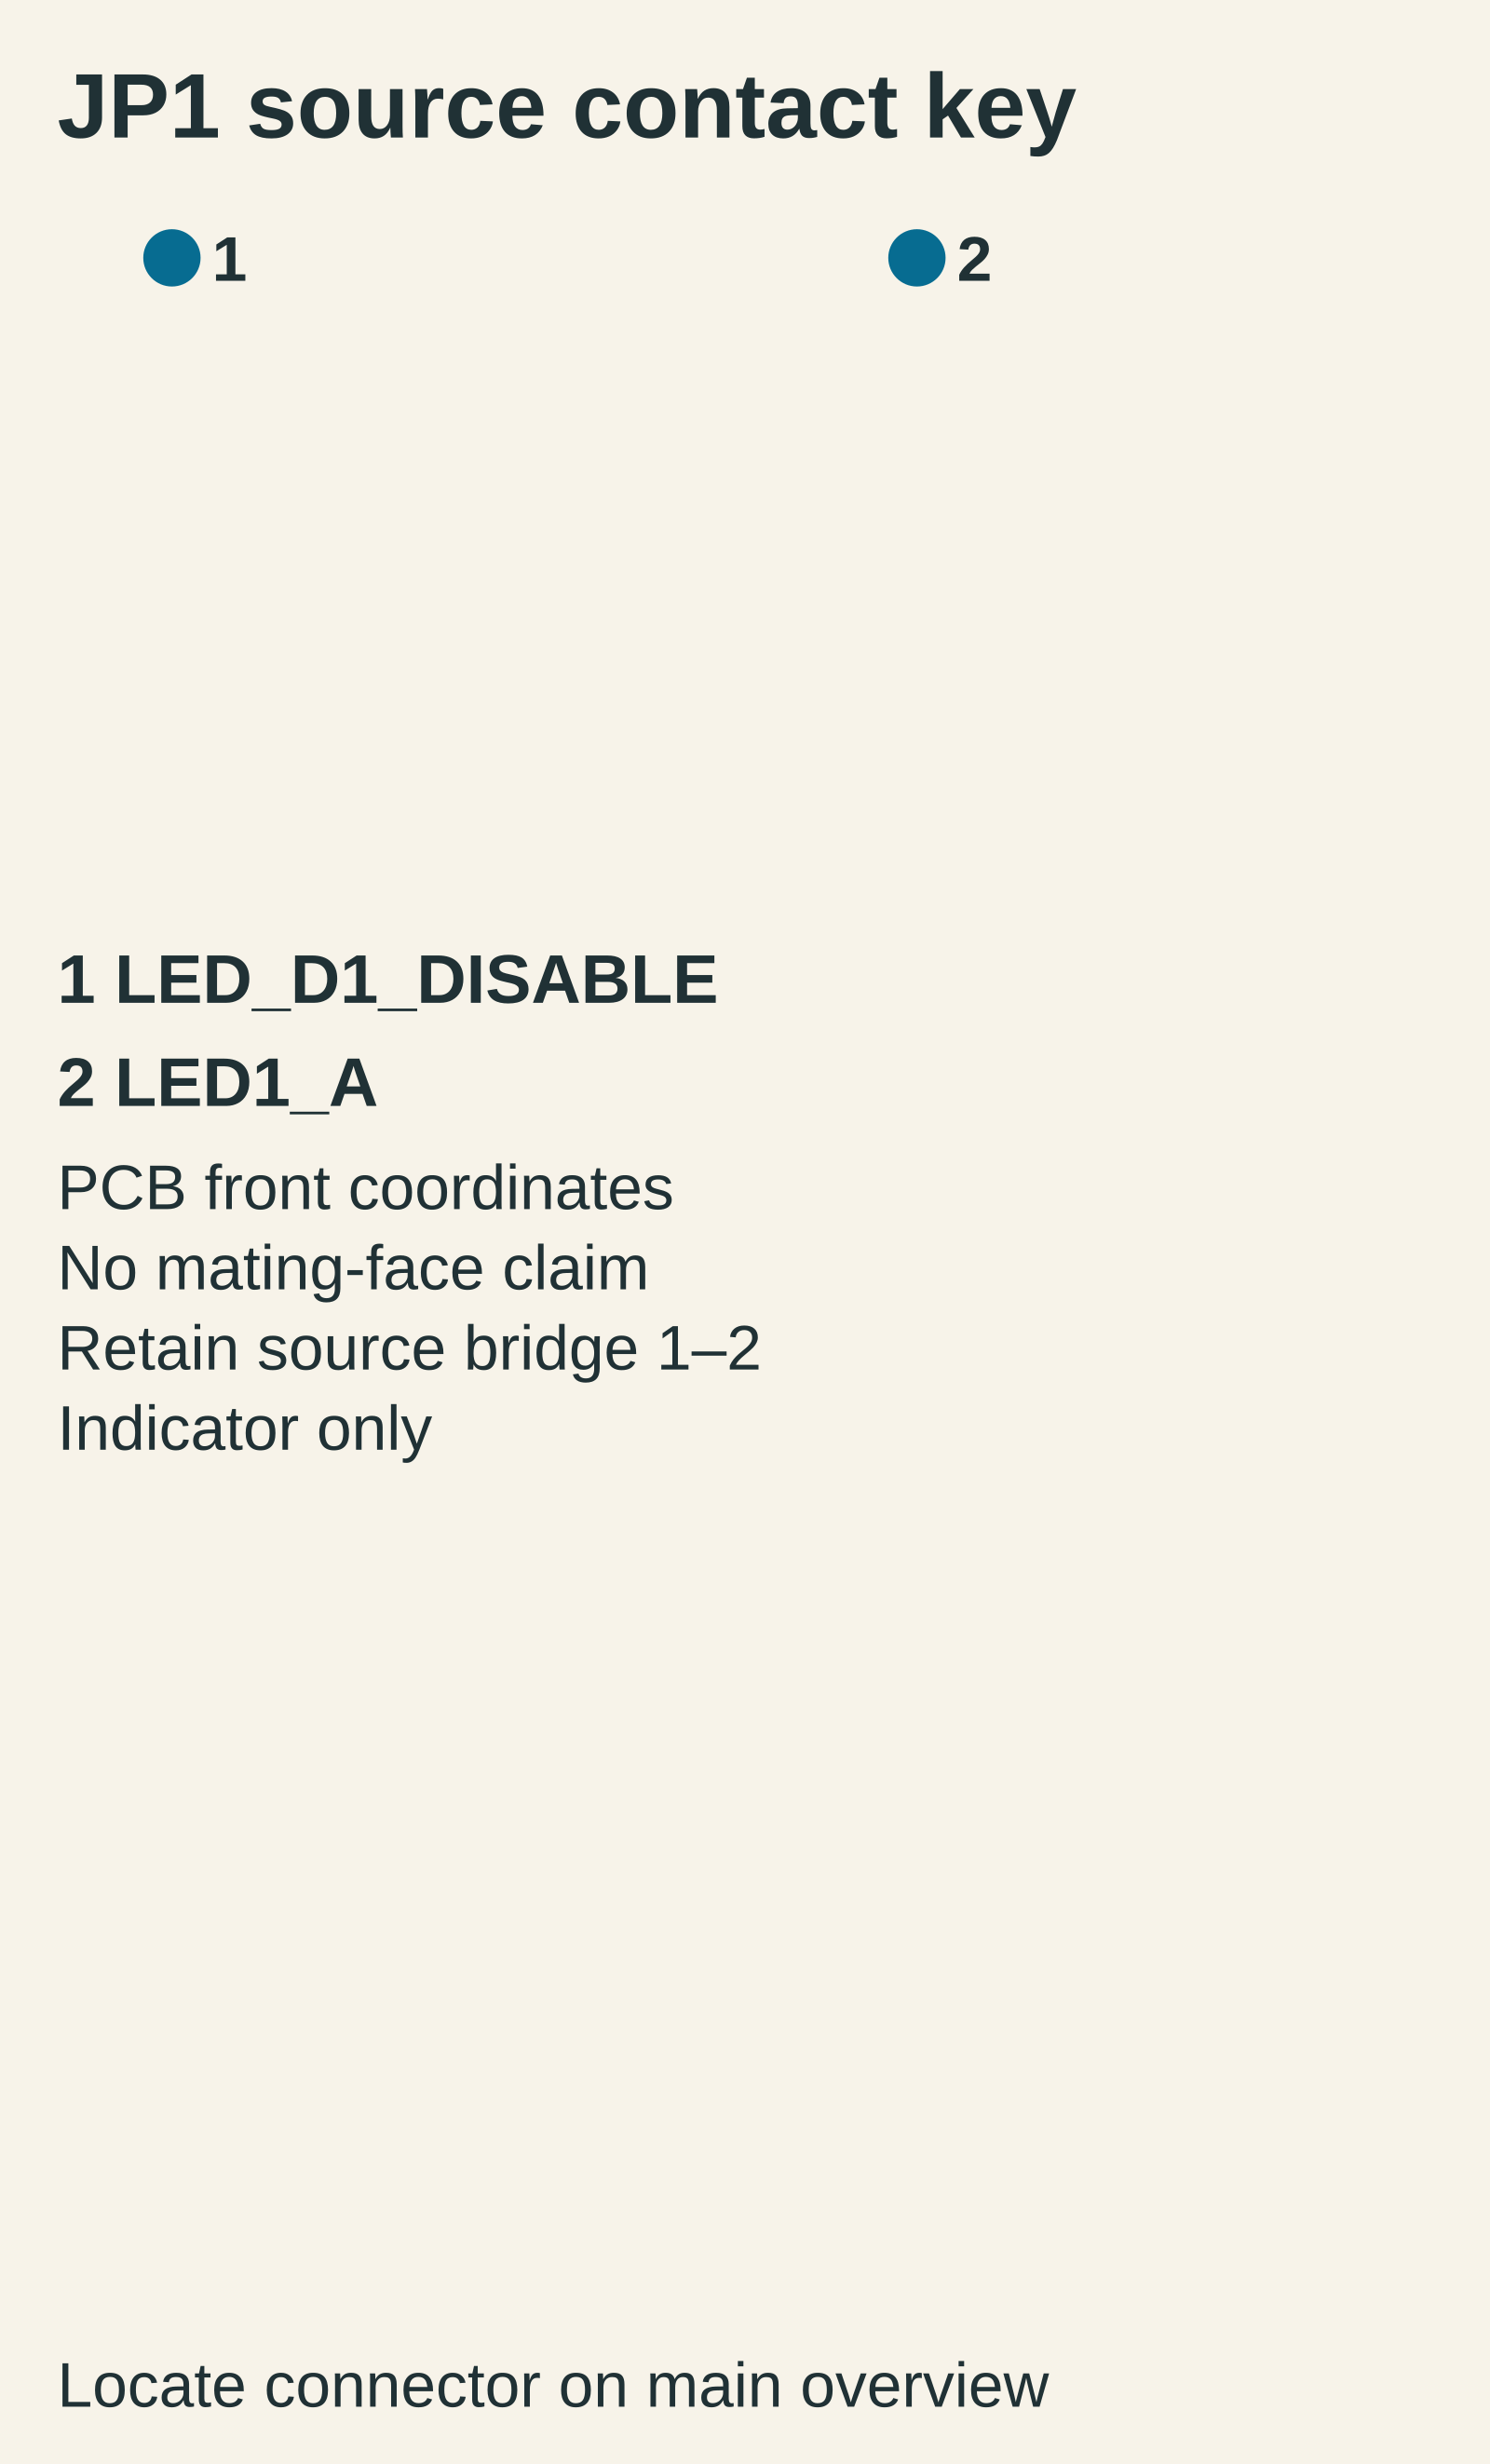 JP1 source contact key
1 2
1 LED_D1_DISABLE
2 LED1_A
PCB front coordinates
No mating-face claim
Retain source bridge 1–2
Indicator only
Locate connector on main overview